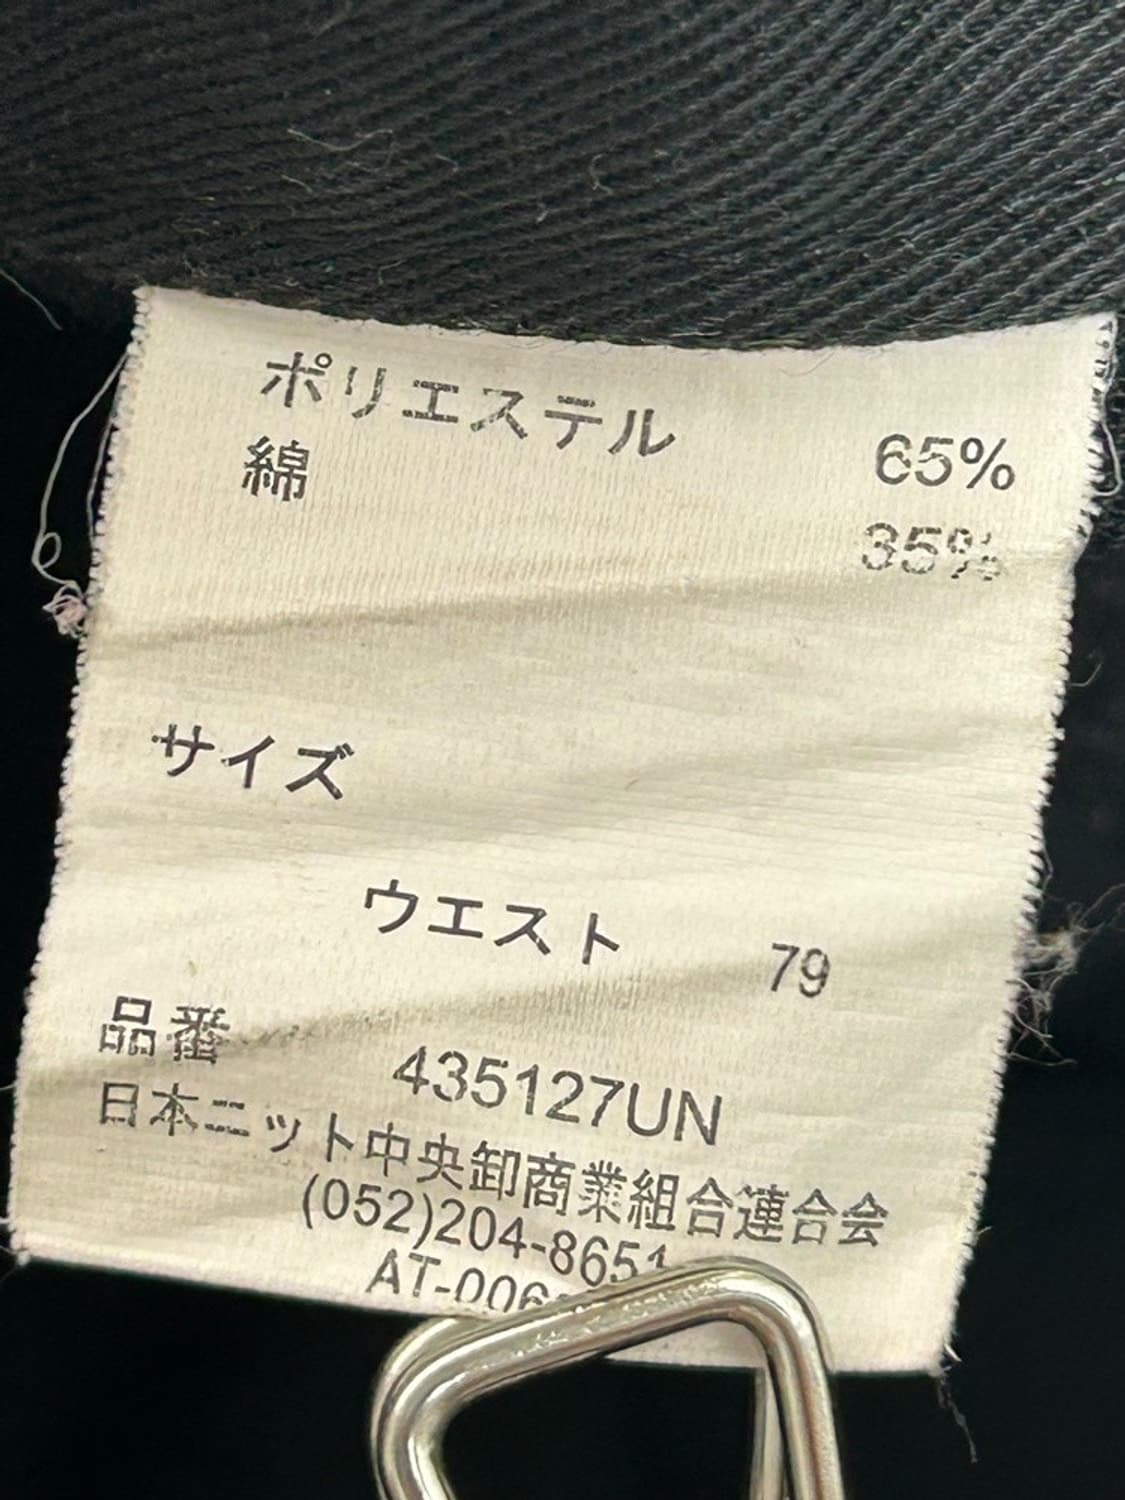 ポリエステル 65%
綿 35%
サイズ
ウエスト 79
品番 435127UN
日本ニット中央卸商業組合連合会
(052)204-8651
AT-006